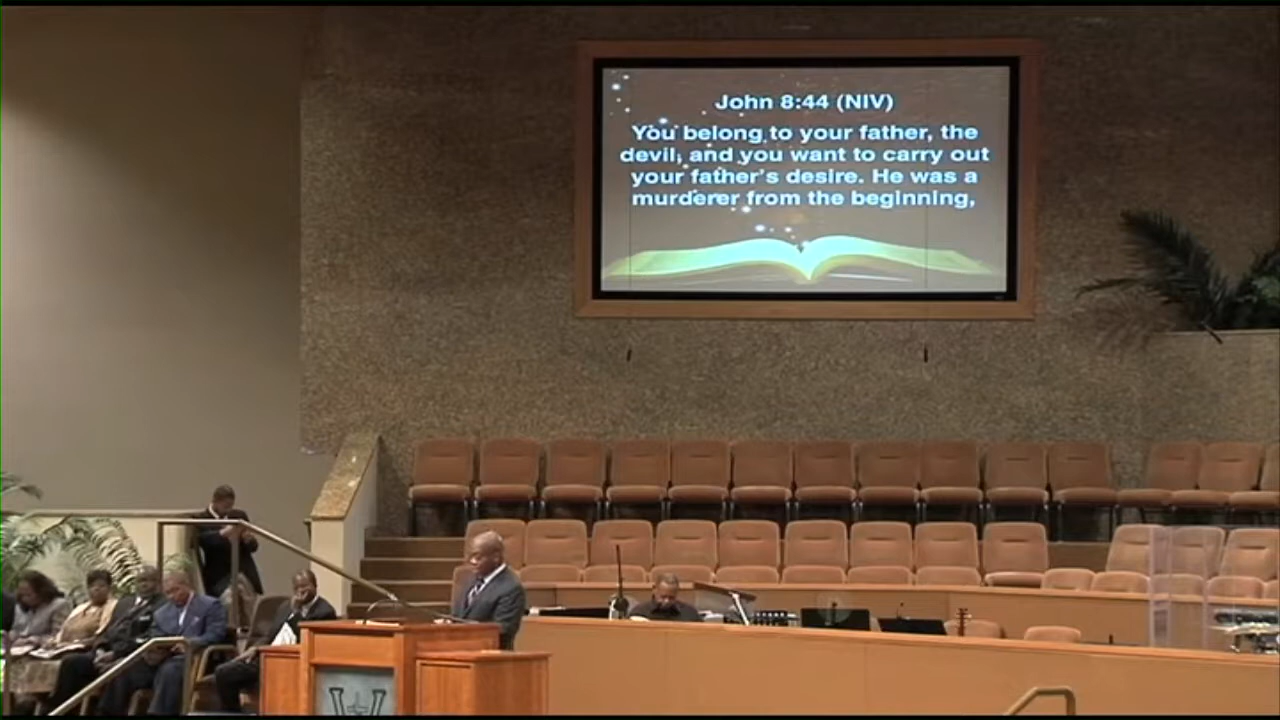 John 8:44 (NIV)
You belong to your father, the
devil, and you want to carry out
your father's desire. He was a
murderer from the beginning,